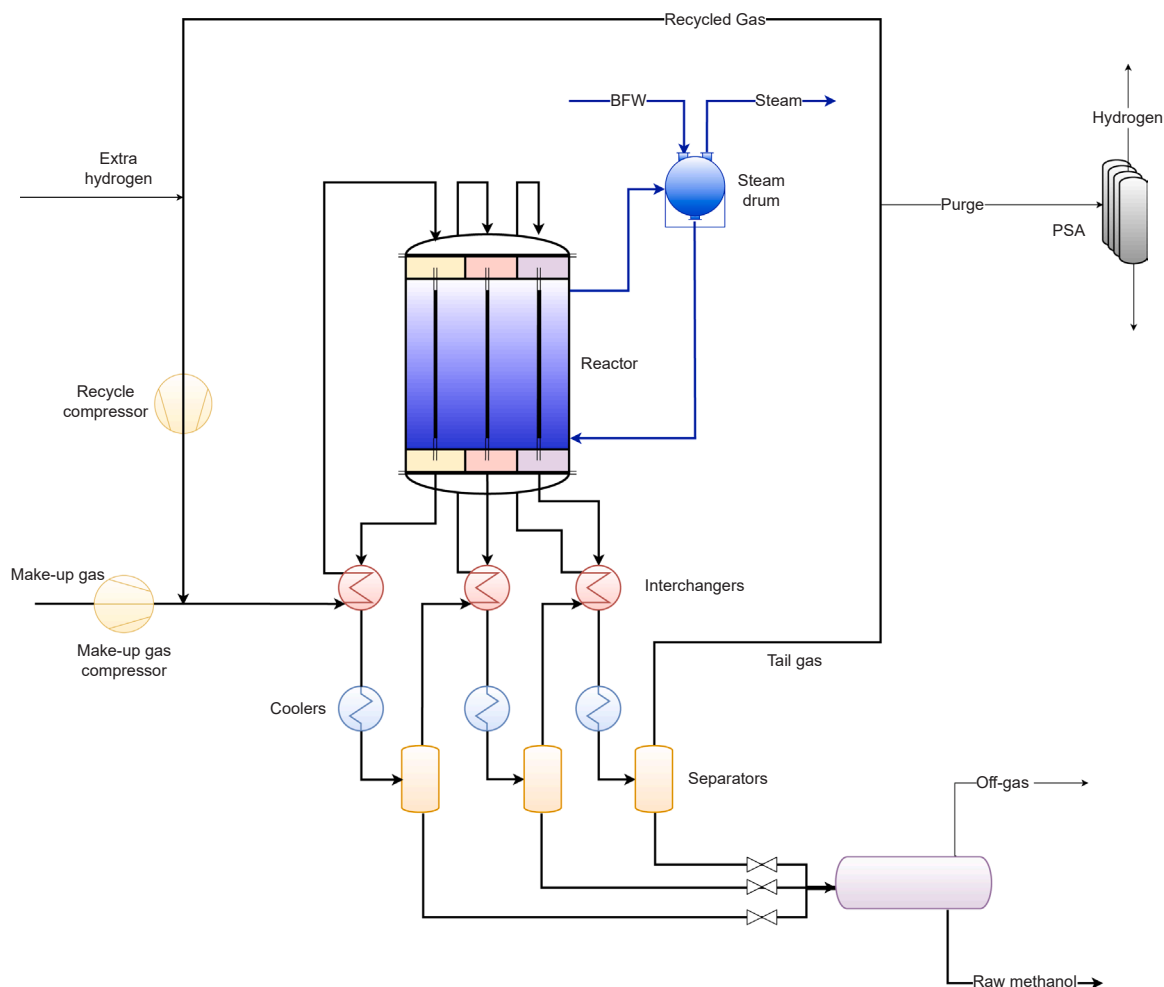 Recycled Gas
BFW
Steam
Hydrogen
Extra
hydrogen
Steam
drum
Purge
PSA
Reactor
Recycle
compressor
Make-up gas
Interchangers
Make-up gas
compressor
Tail gas
Coolers
Separators
Off-gas
Raw methanol